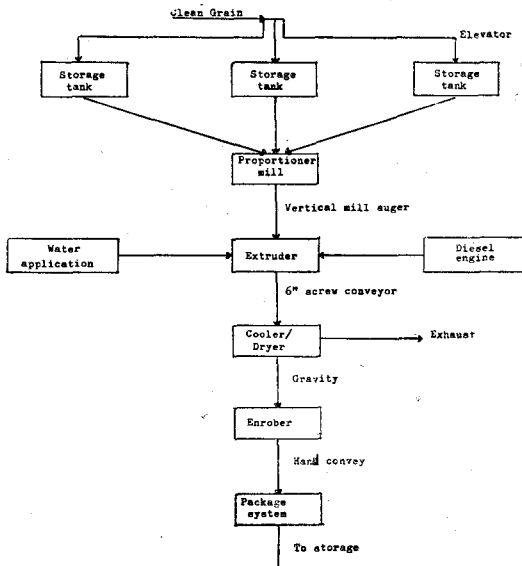 Clean Grain
Elevator
Storage
tank
Storage
tank
Storage
tank
Proportioner
mill
Vertical mill auger
Water
application
Extruder
Diesel
engine
6" screw conveyor
Cooler/
Dryer
Exhaust
Gravity
Enrober
Hand convey
Package
system
To storage